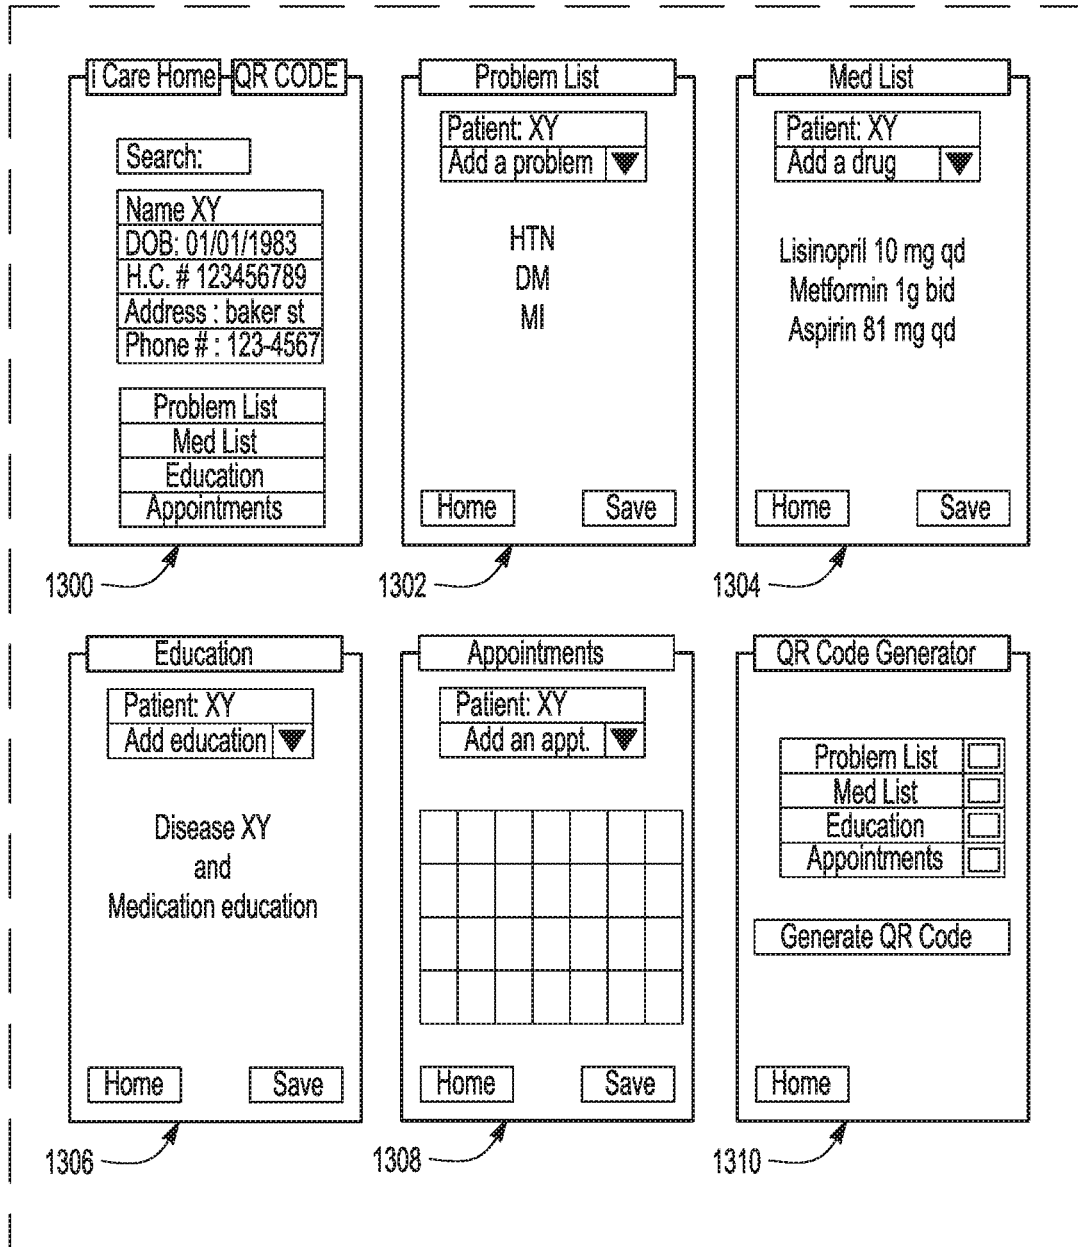 i Care Home QR CODE
Search:
Name XY
DOB: 01/01/1983
H.C. # 123456789
Address : baker st
Phone # : 123-4567
Problem List
Med List
Education
Appointments
1300
Problem List
Patient: XY
Add a problem
HTN
DM
MI
Home Save
1302
Med List
Patient: XY
Add a drug
Lisinopril 10 mg qd
Metformin 1g bid
Aspirin 81 mg qd
Home Save
1304
Education
Patient: XY
Add education
Disease XY
and
Medication education
Home Save
1306
Appointments
Patient: XY
Add an appt.
Home Save
1308
QR Code Generator
Problem List
Med List
Education
Appointments
Generate QR Code
Home
1310